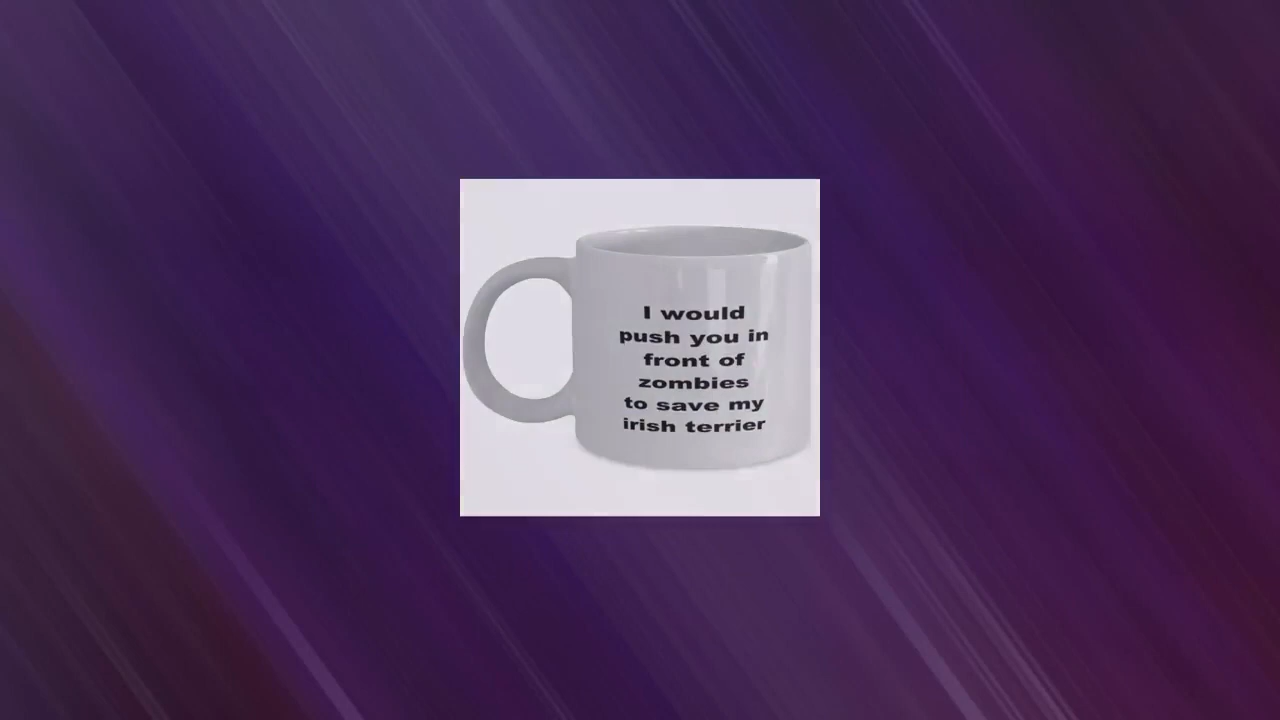 I would
push you in
front of
zombies
to save my
irish terrier